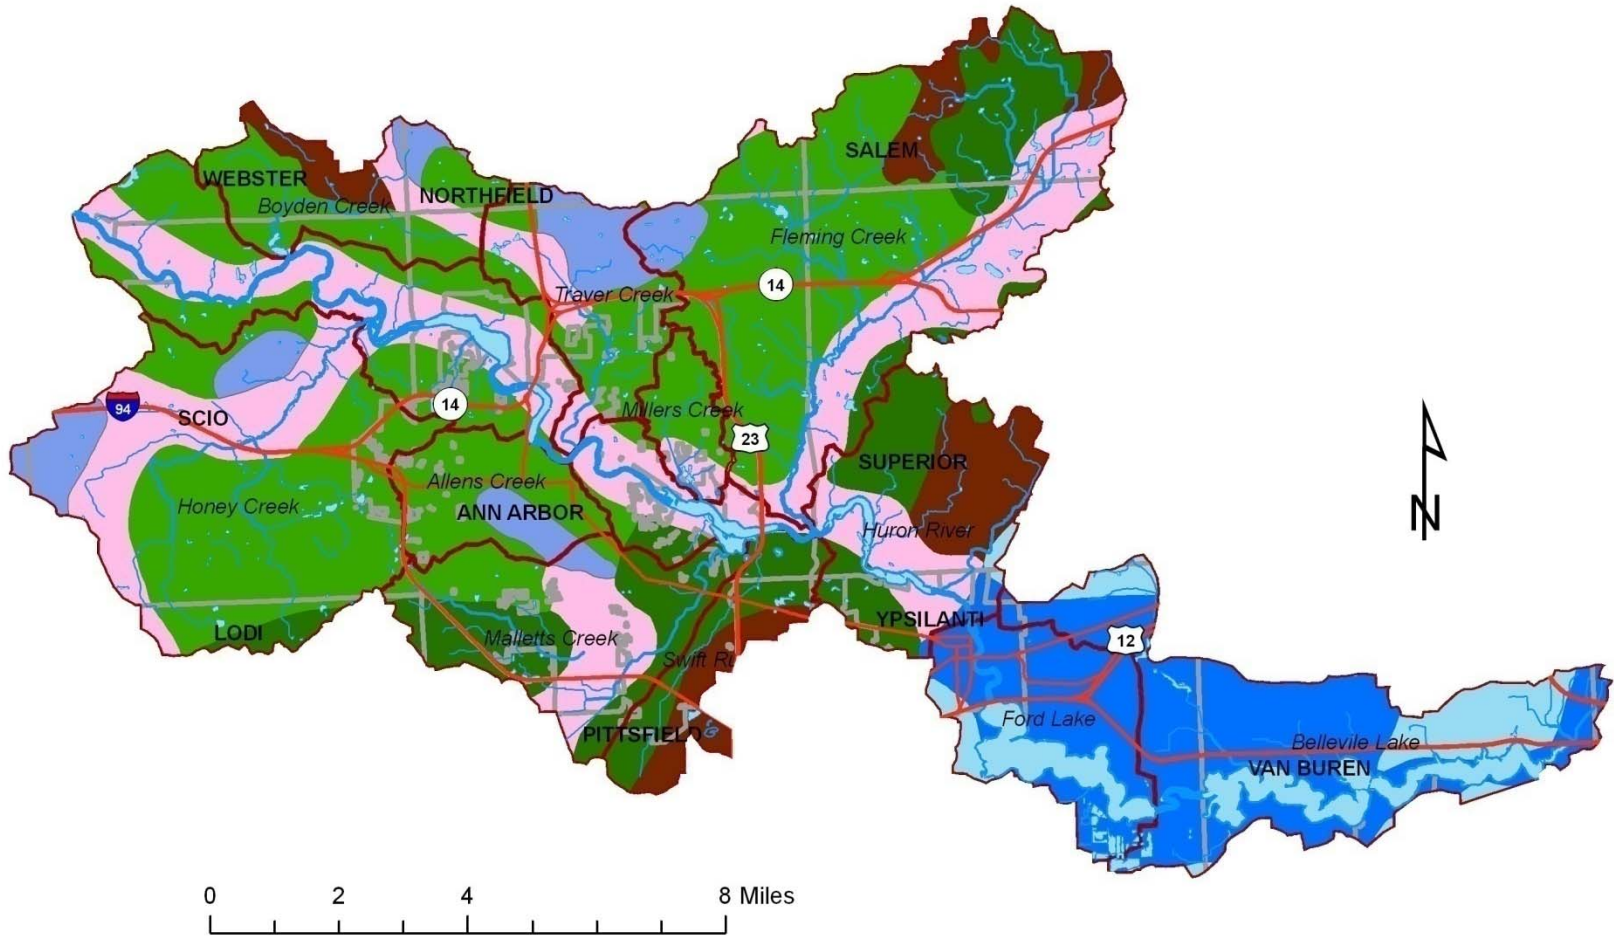 SALEM
WEBSTER
NORTHFIELD
Boyden Creek
Fleming Creek
14
Traver Creek
94
14
SCIO
Millers Creek
23
SUPERIOR
Allens Creek
Honey Creek
ANN ARBOR
Huron River
N
YPSILANTI
LODI
Malletts Creek
12
Swift Ru
Ford Lake
PITTSFIELD
Bellevile Lake
VAN BUREN
0 2 4 8 Miles